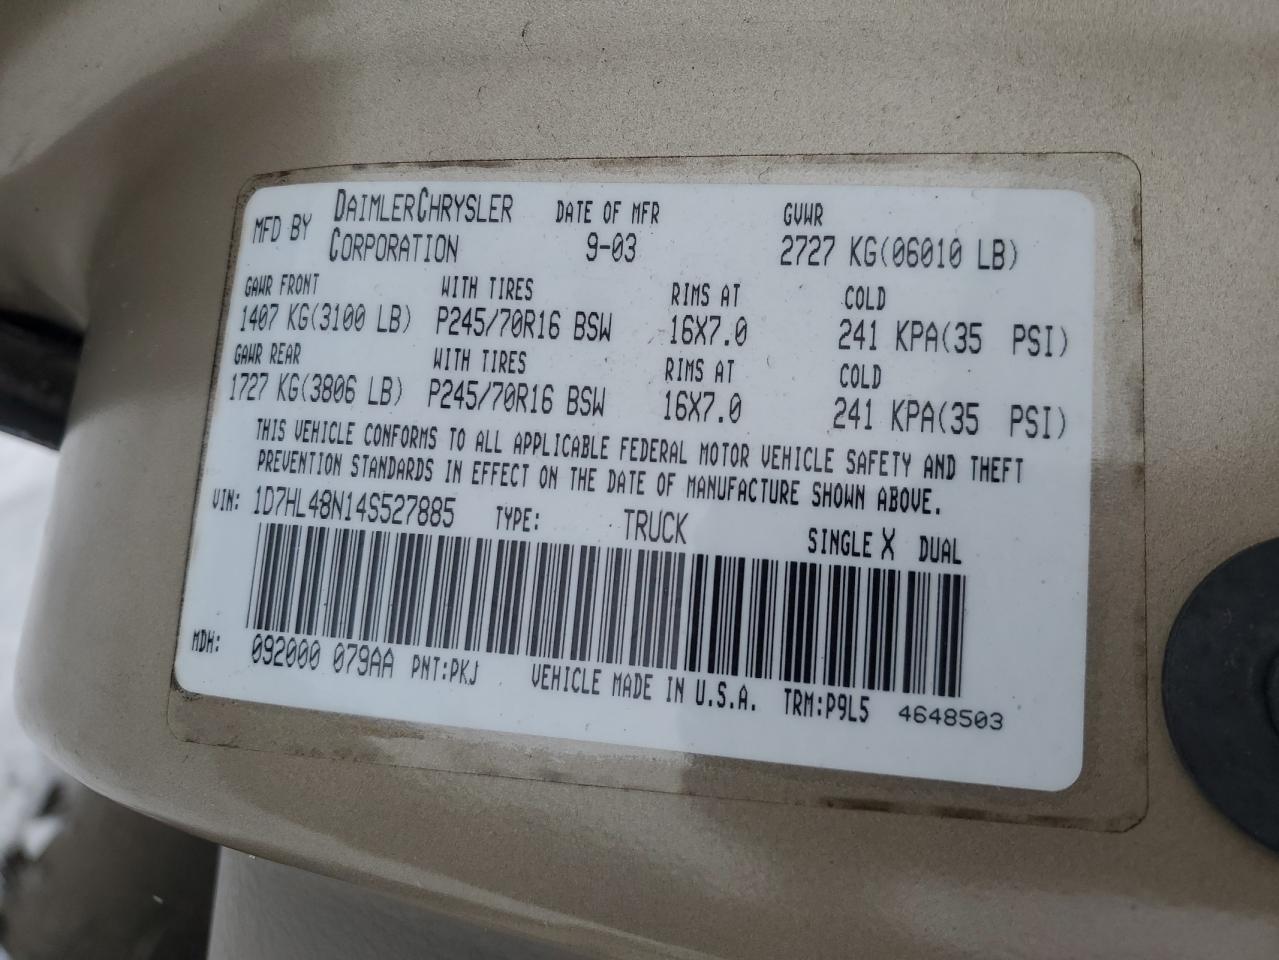 MFD BY DAIMLERCHRYSLER CORPORATION DATE OF MFR 9-03 GVWR 2727 KG(06010 LB)
GAWR FRONT WITH TIRES RIMS AT COLD
1407 KG(3100 LB) P245/70R16 BSW 16X7.0 241 KPA(35 PSI)
GAWR REAR WITH TIRES RIMS AT COLD
1727 KG(3806 LB) P245/70R16 BSW 16X7.0 241 KPA(35 PSI)
THIS VEHICLE CONFORMS TO ALL APPLICABLE FEDERAL MOTOR VEHICLE SAFETY AND THEFT
PREVENTION STANDARDS IN EFFECT ON THE DATE OF MANUFACTURE SHOWN ABOVE.
VIN: 1D7HL48N14S527885 TYPE: TRUCK SINGLE X DUAL
MDH: 092000 079AA PNT:PKJ VEHICLE MADE IN U.S.A. TRM:P9L5 4648503